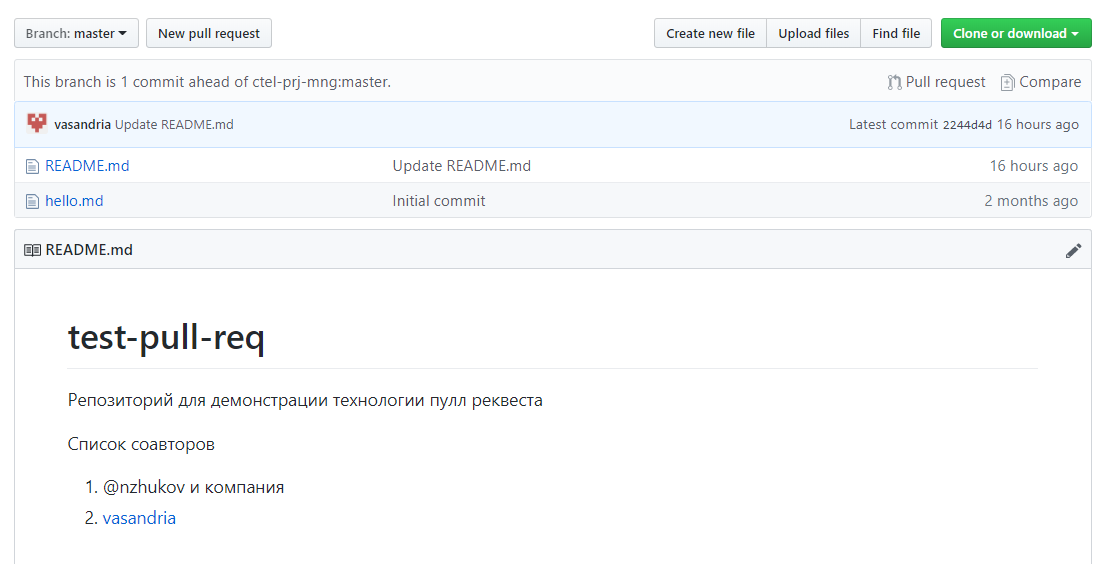 Branch: master New pull request Create new file Upload files Find file Clone or download
This branch is 1 commit ahead of ctel-prj-mng:master. Pull request Compare
vasandria Update README.md Latest commit 2244d4d 16 hours ago
README.md Update README.md 16 hours ago
hello.md Initial commit 2 months ago
README.md
test-pull-req
Репозиторий для демонстрации технологии пулл реквеста
Список соавторов
1. @nzhukov и компания
2. vasandria